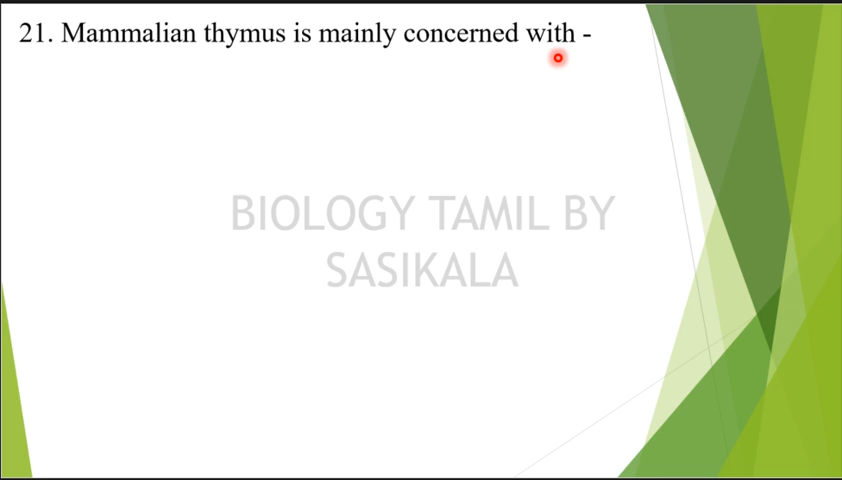 21. Mammalian thymus is mainly concerned with -
BIOLOGY TAMIL BY
SASIKALA